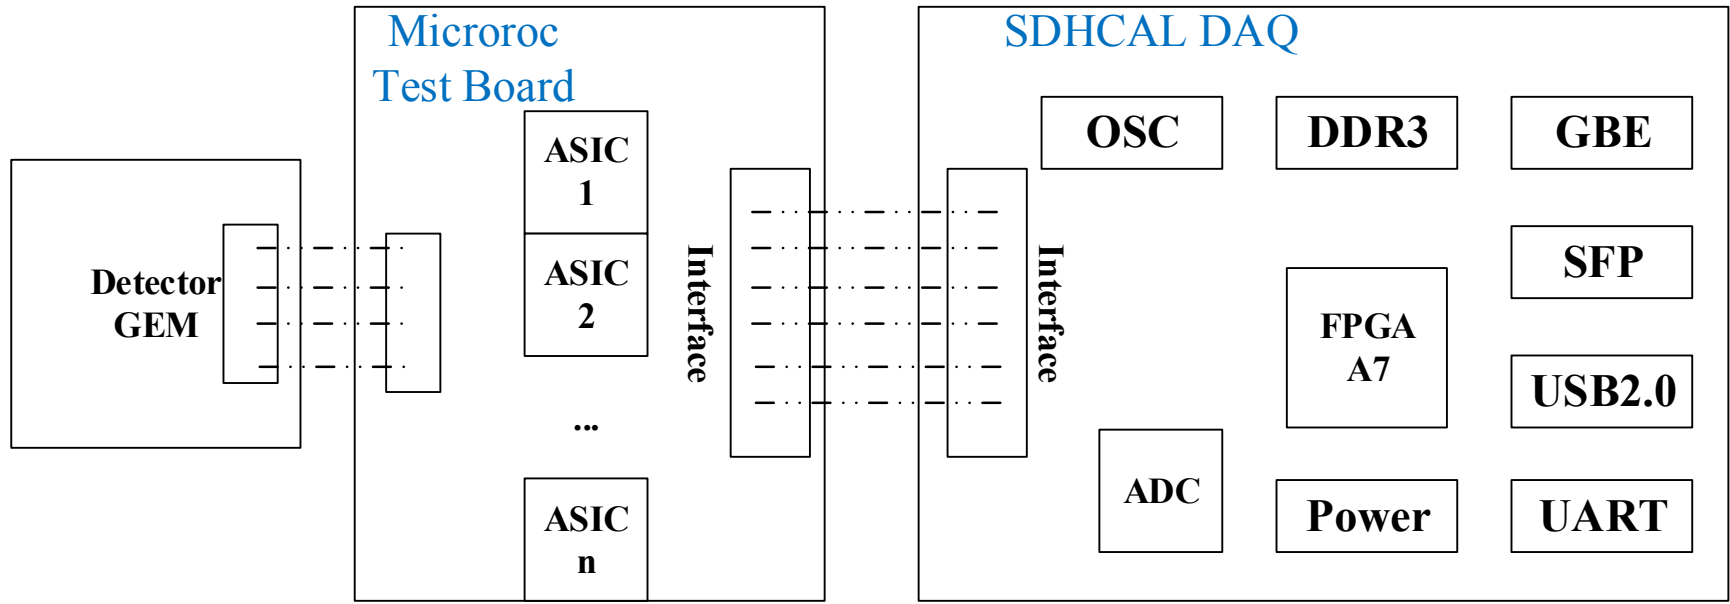 Microroc
Test Board
SDHCAL DAQ
Detector
GEM
ASIC
1
ASIC
2
...
ASIC
n
Interface
Interface
OSC
DDR3
GBE
SFP
FPGA
A7
USB2.0
ADC
Power
UART